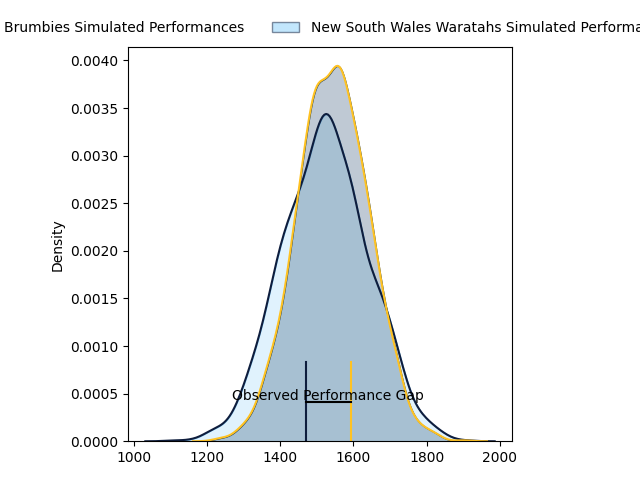 Brumbies Simulated Performances
New South Wales Waratahs Simulated Performa
0.0040
0.0035
0.0030
0.0025
0.0020
0.0015
0.0010
0.0005
0.0000
Density
Observed Performance Gap
1000 1200 1400 1600 1800 2000